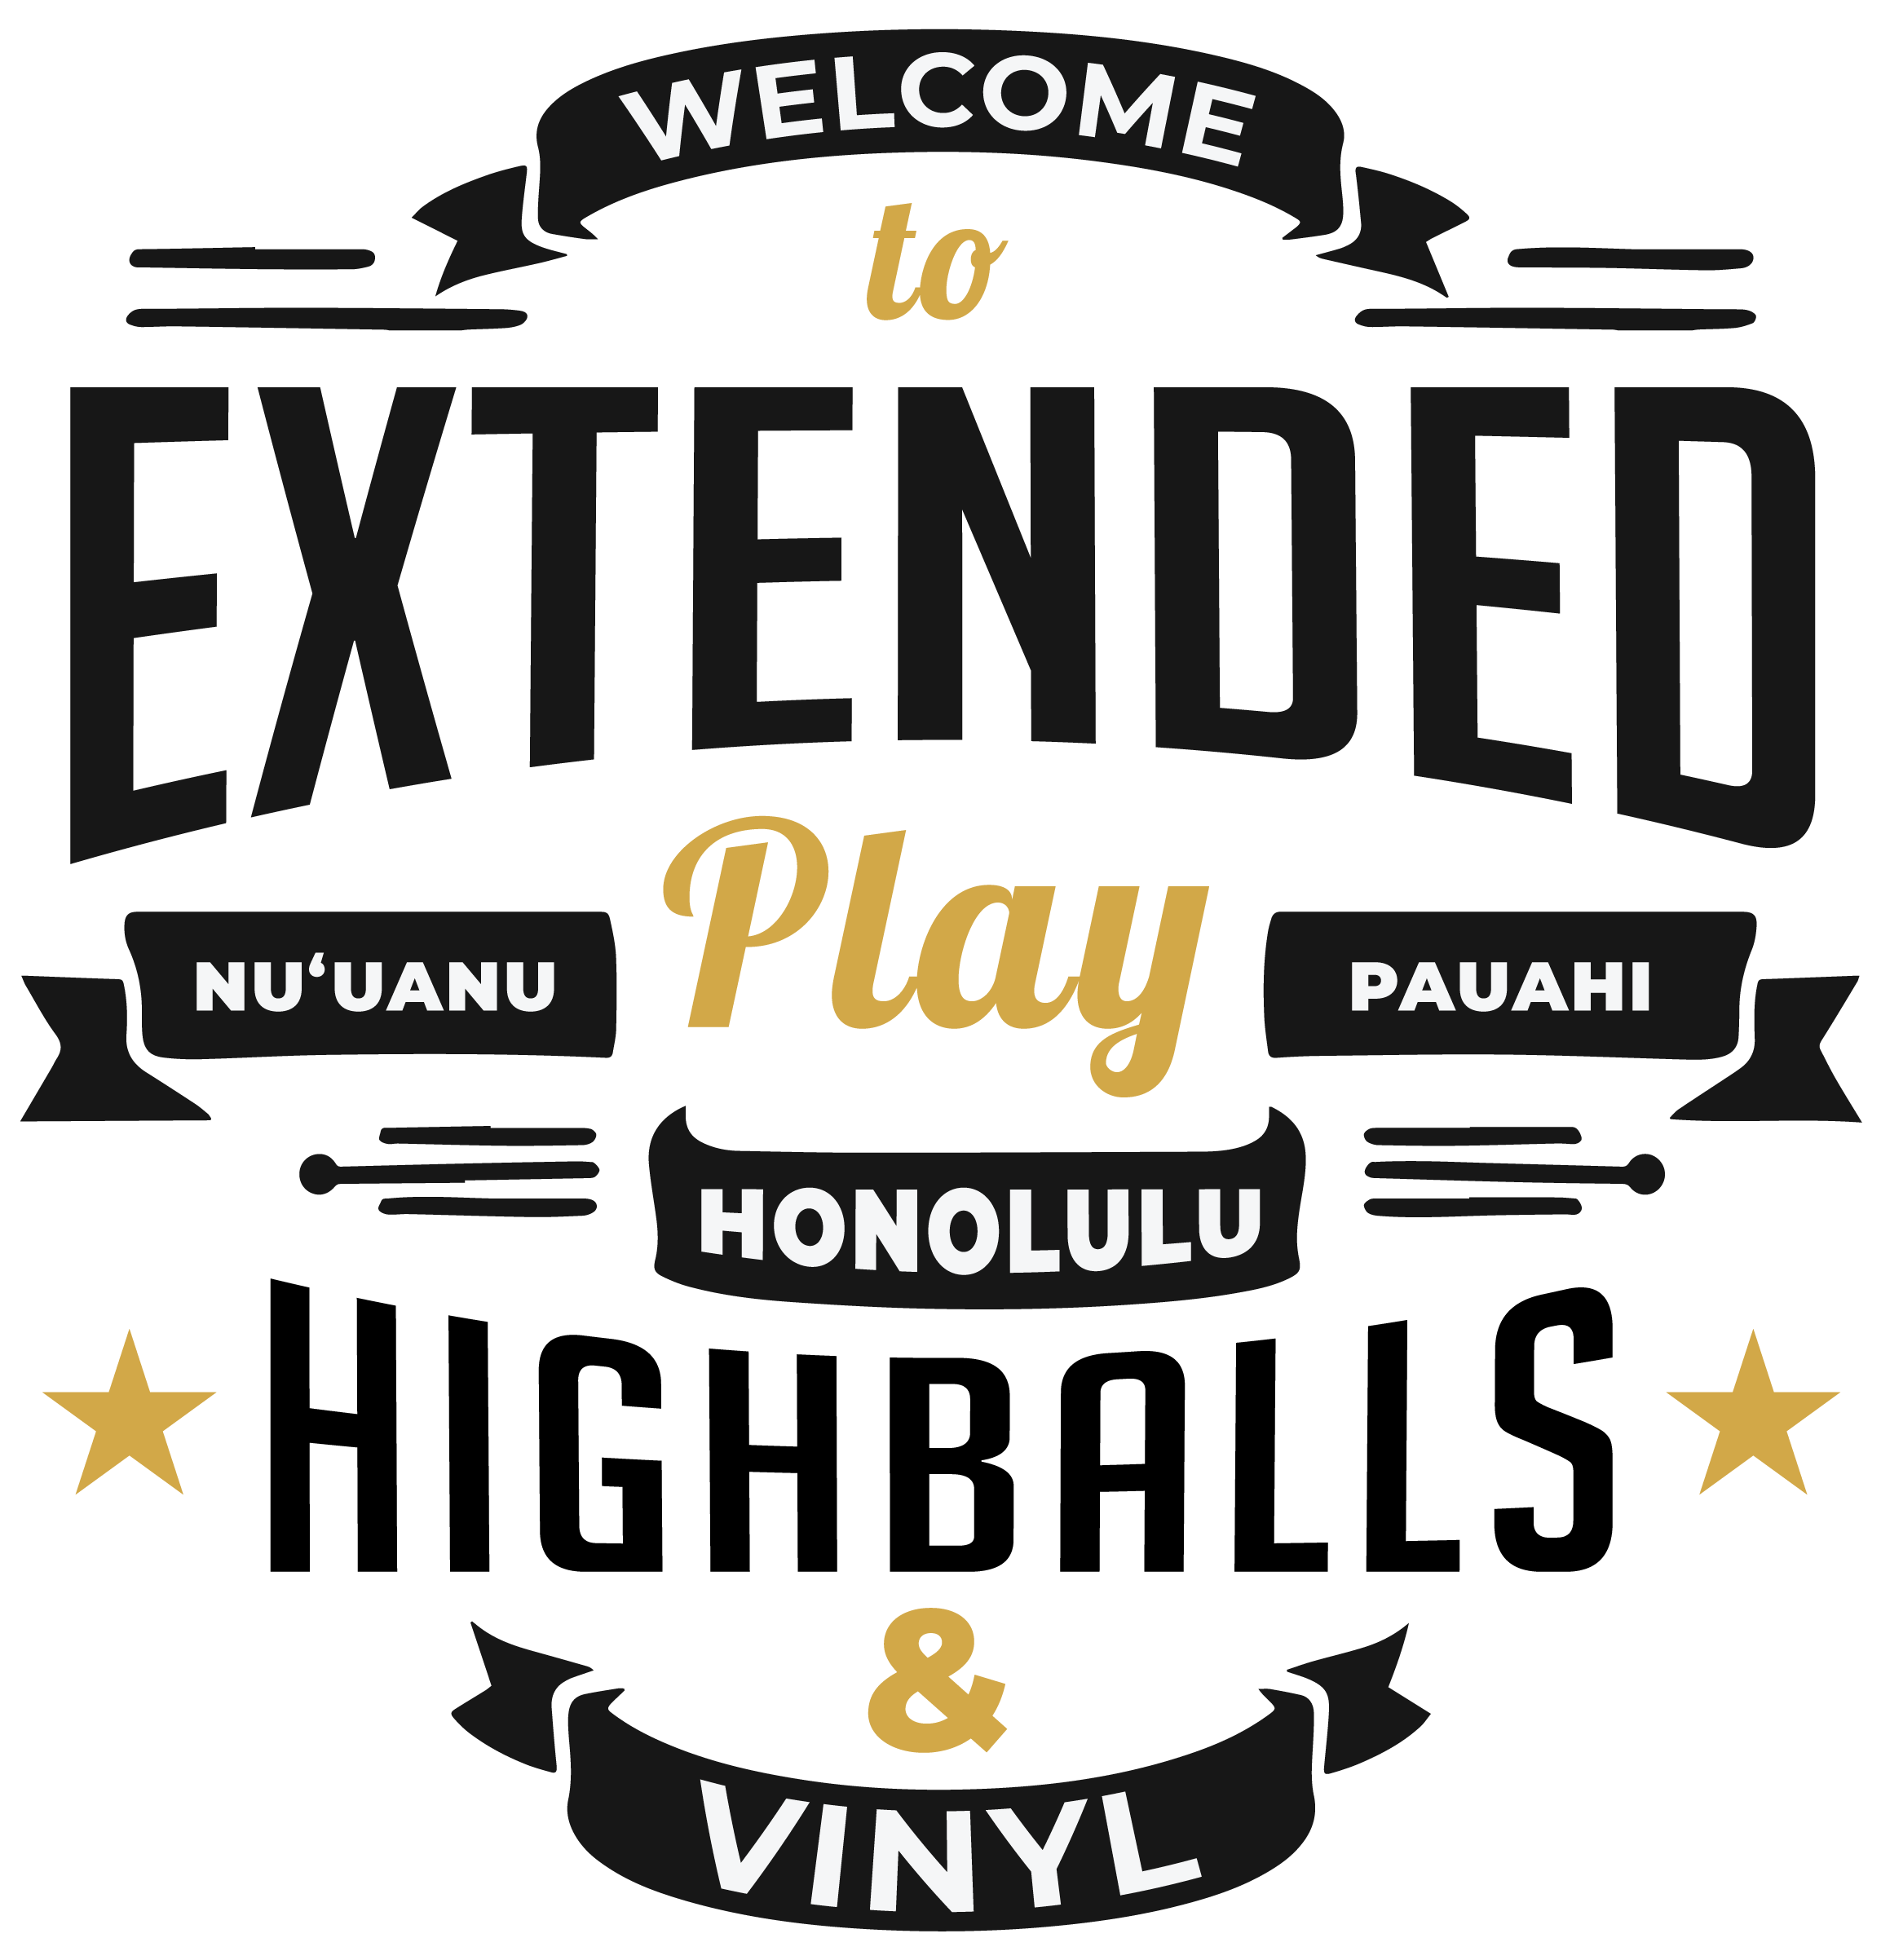 WELCOME
to
EXTENDED
Play
NUʻUANU
PAUAHI
HONOLULU
HIGHBALLS
&
VINYL